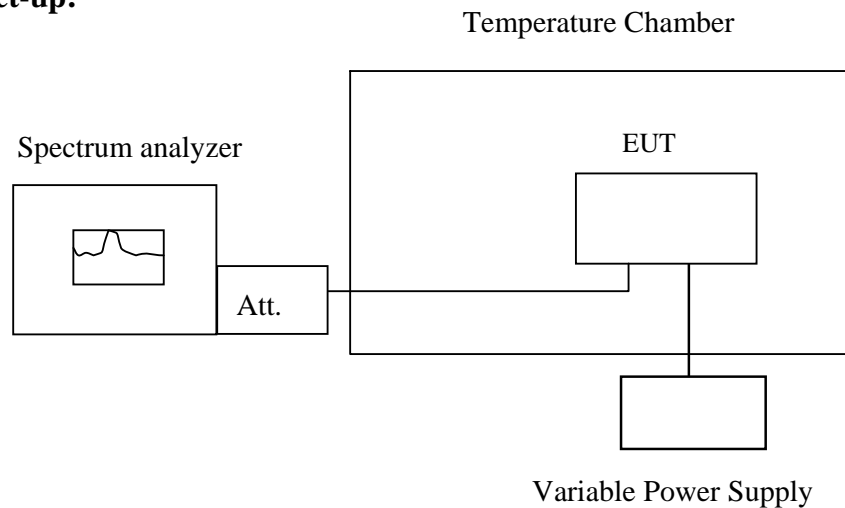 et-up:
Temperature Chamber
Spectrum analyzer
EUT
Att.
Variable Power Supply